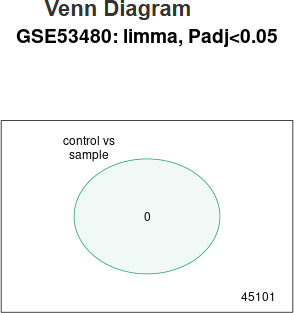 Venn Diagram
GSE53480: limma, Padj<0.05
control vs
sample
0
45101